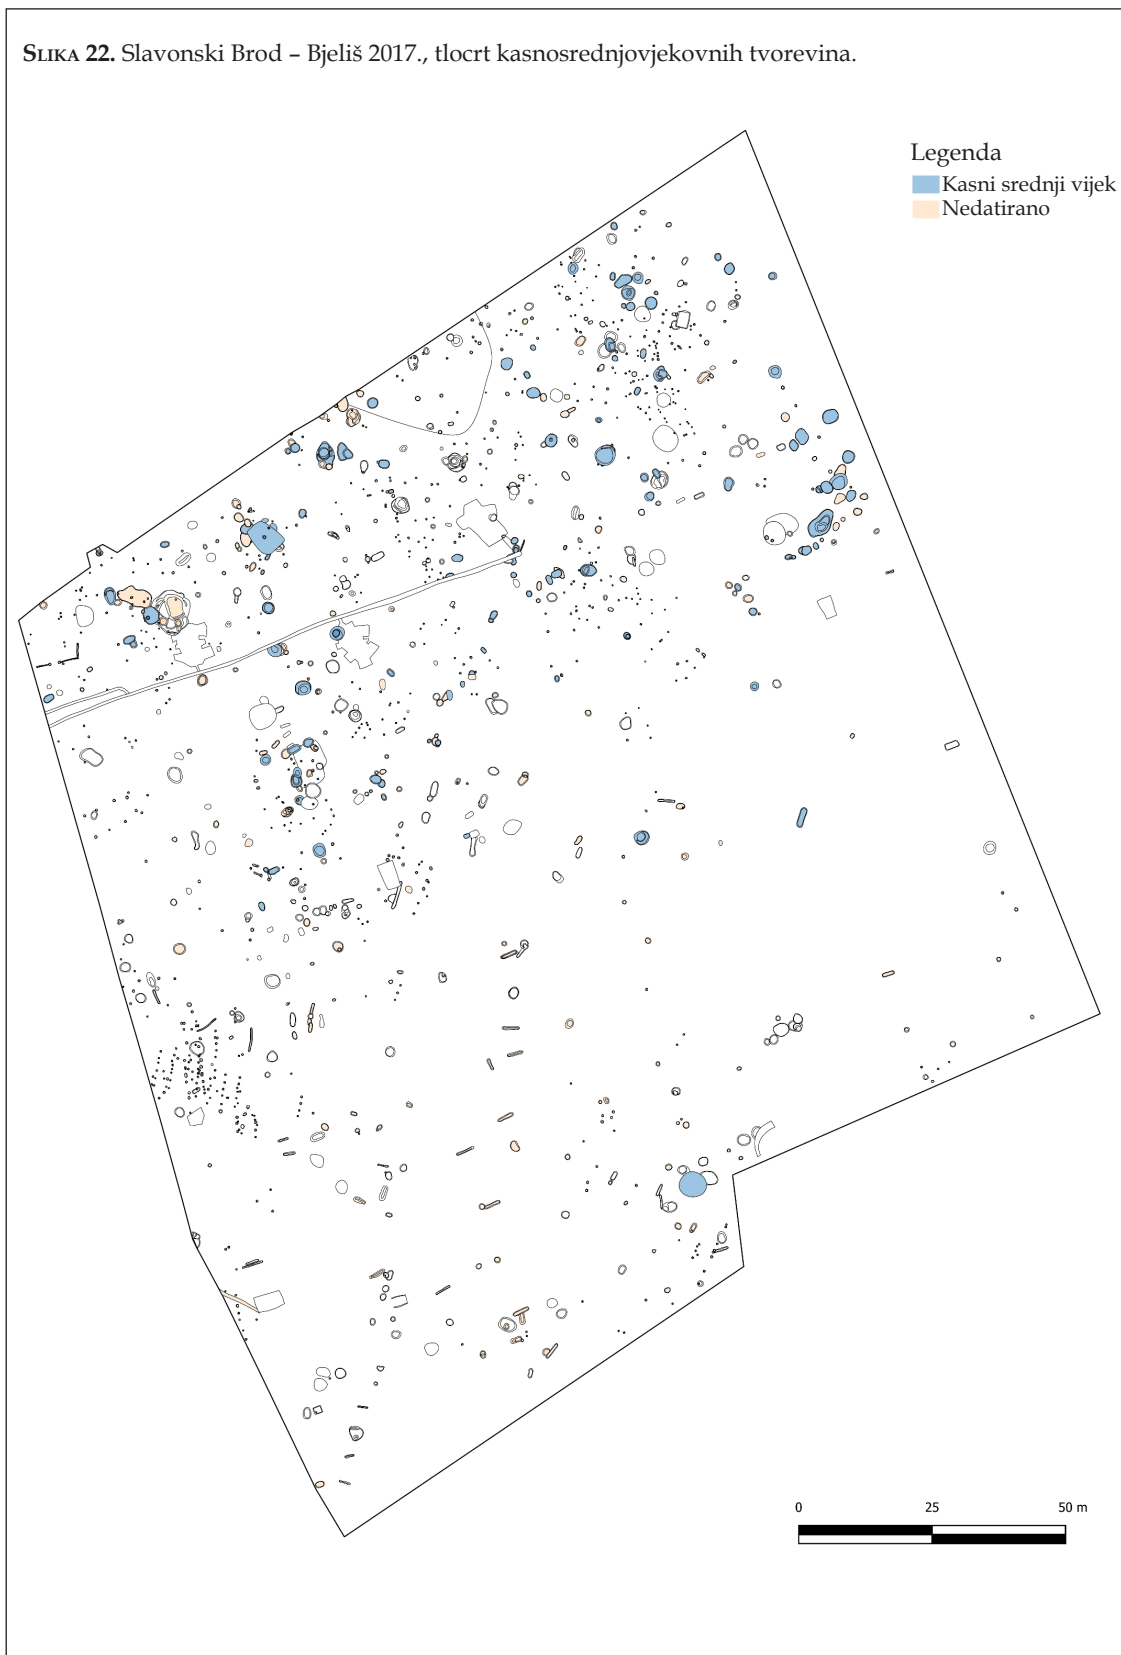 SLIKA 22. Slavonski Brod – Bjeliš 2017., tlocrt kasnosrednjovjekovnih tvorevina.
Legenda
Kasni srednji vijek
Nedatirano
0 25 50 m